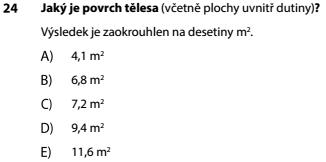 24 Jaký je povrch tělesa (včetně plochy uvnitř dutiny)?
Výsledek je zaokrouhlen na desetiny m².
A) 4,1 m²
B) 6,8 m²
C) 7,2 m²
D) 9,4 m²
E) 11,6 m²